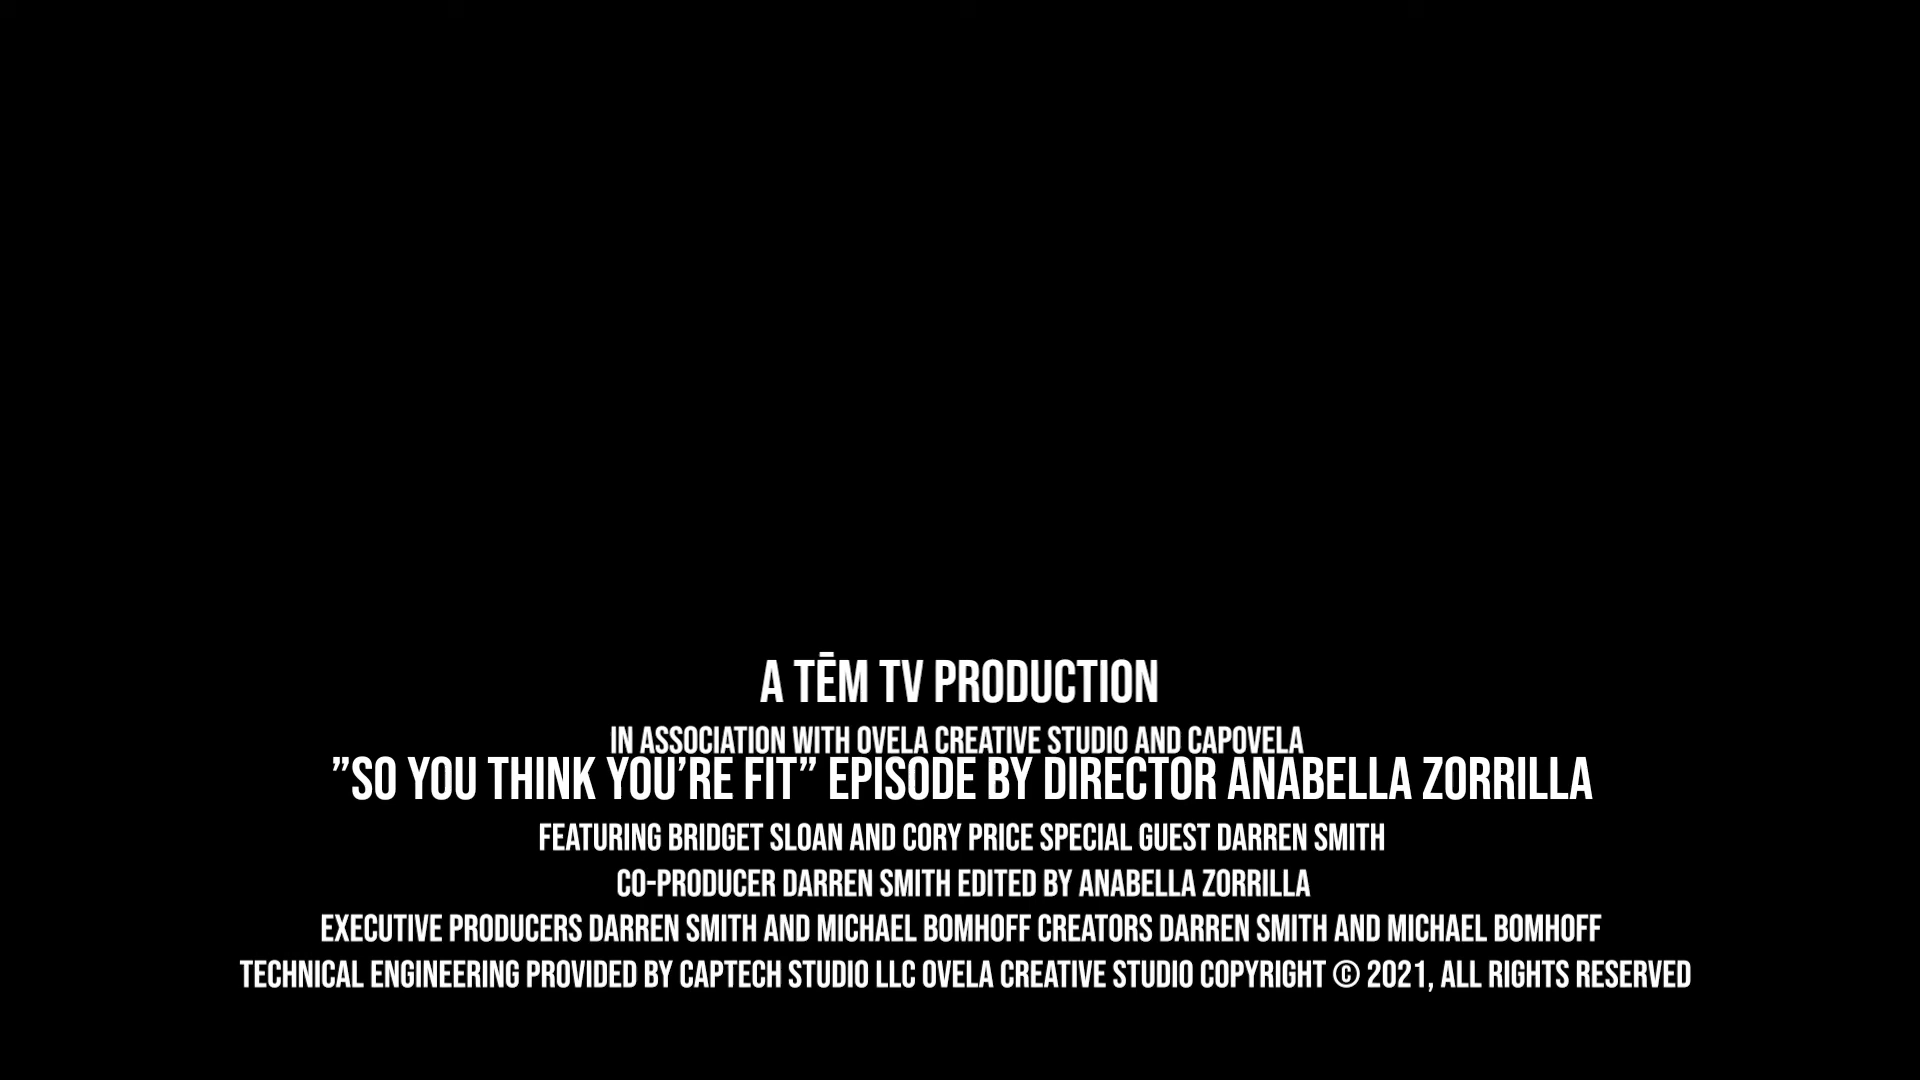 A TĒM TV PRODUCTION
IN ASSOCIATION WITH OVELA CREATIVE STUDIO AND CAPOVELA
”SO YOU THINK YOU’RE FIT” EPISODE BY DIRECTOR ANABELLA ZORRILLA
FEATURING BRIDGET SLOAN AND CORY PRICE SPECIAL GUEST DARREN SMITH
CO-PRODUCER DARREN SMITH EDITED BY ANABELLA ZORRILLA
EXECUTIVE PRODUCERS DARREN SMITH AND MICHAEL BOMHOFF CREATORS DARREN SMITH AND MICHAEL BOMHOFF
TECHNICAL ENGINEERING PROVIDED BY CAPTECH STUDIO LLC OVELA CREATIVE STUDIO COPYRIGHT © 2021, ALL RIGHTS RESERVED